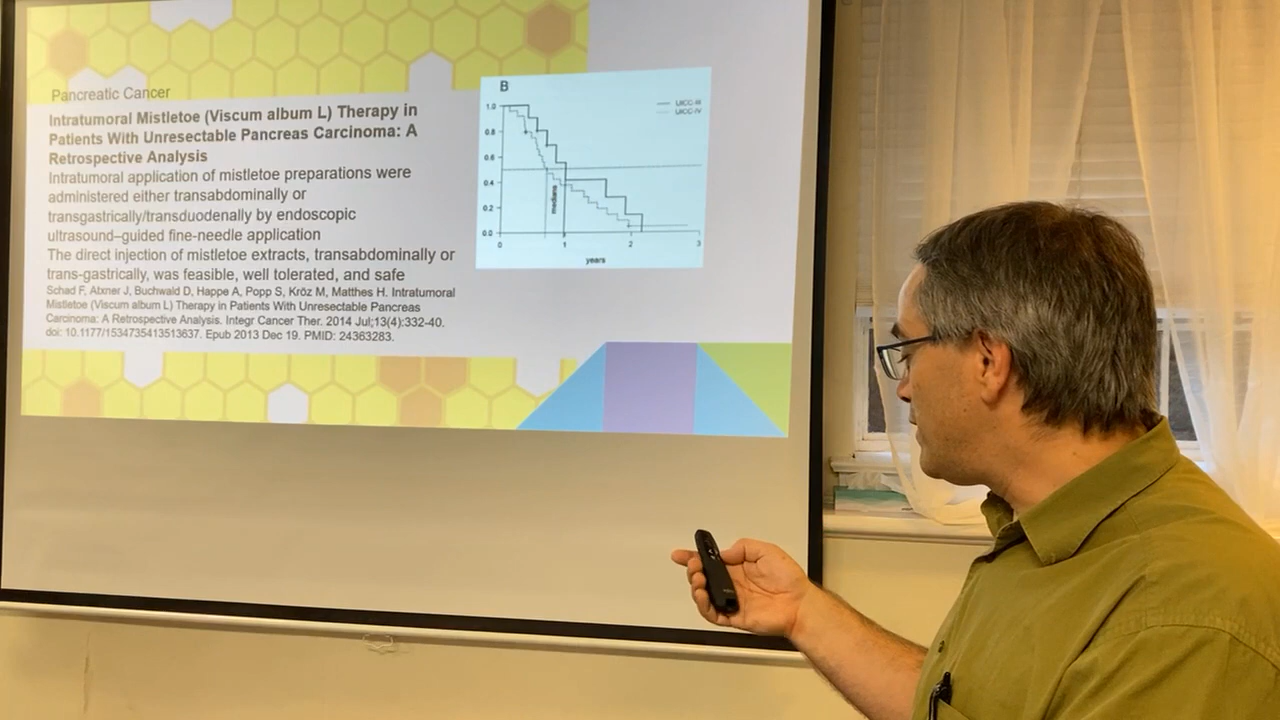 Pancreatic Cancer
Intratumoral Mistletoe (Viscum album L) Therapy in
Patients With Unresectable Pancreas Carcinoma: A
Retrospective Analysis
Intratumoral application of mistletoe preparations were
administered either transabdominally or
transgastrically/transduodenally by endoscopic
ultrasound–guided fine-needle application
The direct injection of mistletoe extracts, transabdominally or
trans-gastrically, was feasible, well tolerated, and safe
Schad F, Atxner J, Buchwald D, Happe A, Popp S, Kröz M, Matthes H. Intratumoral
Mistletoe (Viscum album L) Therapy in Patients With Unresectable Pancreas
Carcinoma: A Retrospective Analysis. Integr Cancer Ther. 2014 Jul;13(4):332-40.
doi: 10.1177/1534735413513637. Epub 2013 Dec 19. PMID: 24363283.
B
UICC-III
UICC-IV
1.0
0.8
0.6
0.4
0.2
0.0
medians
0 1 2 3
years